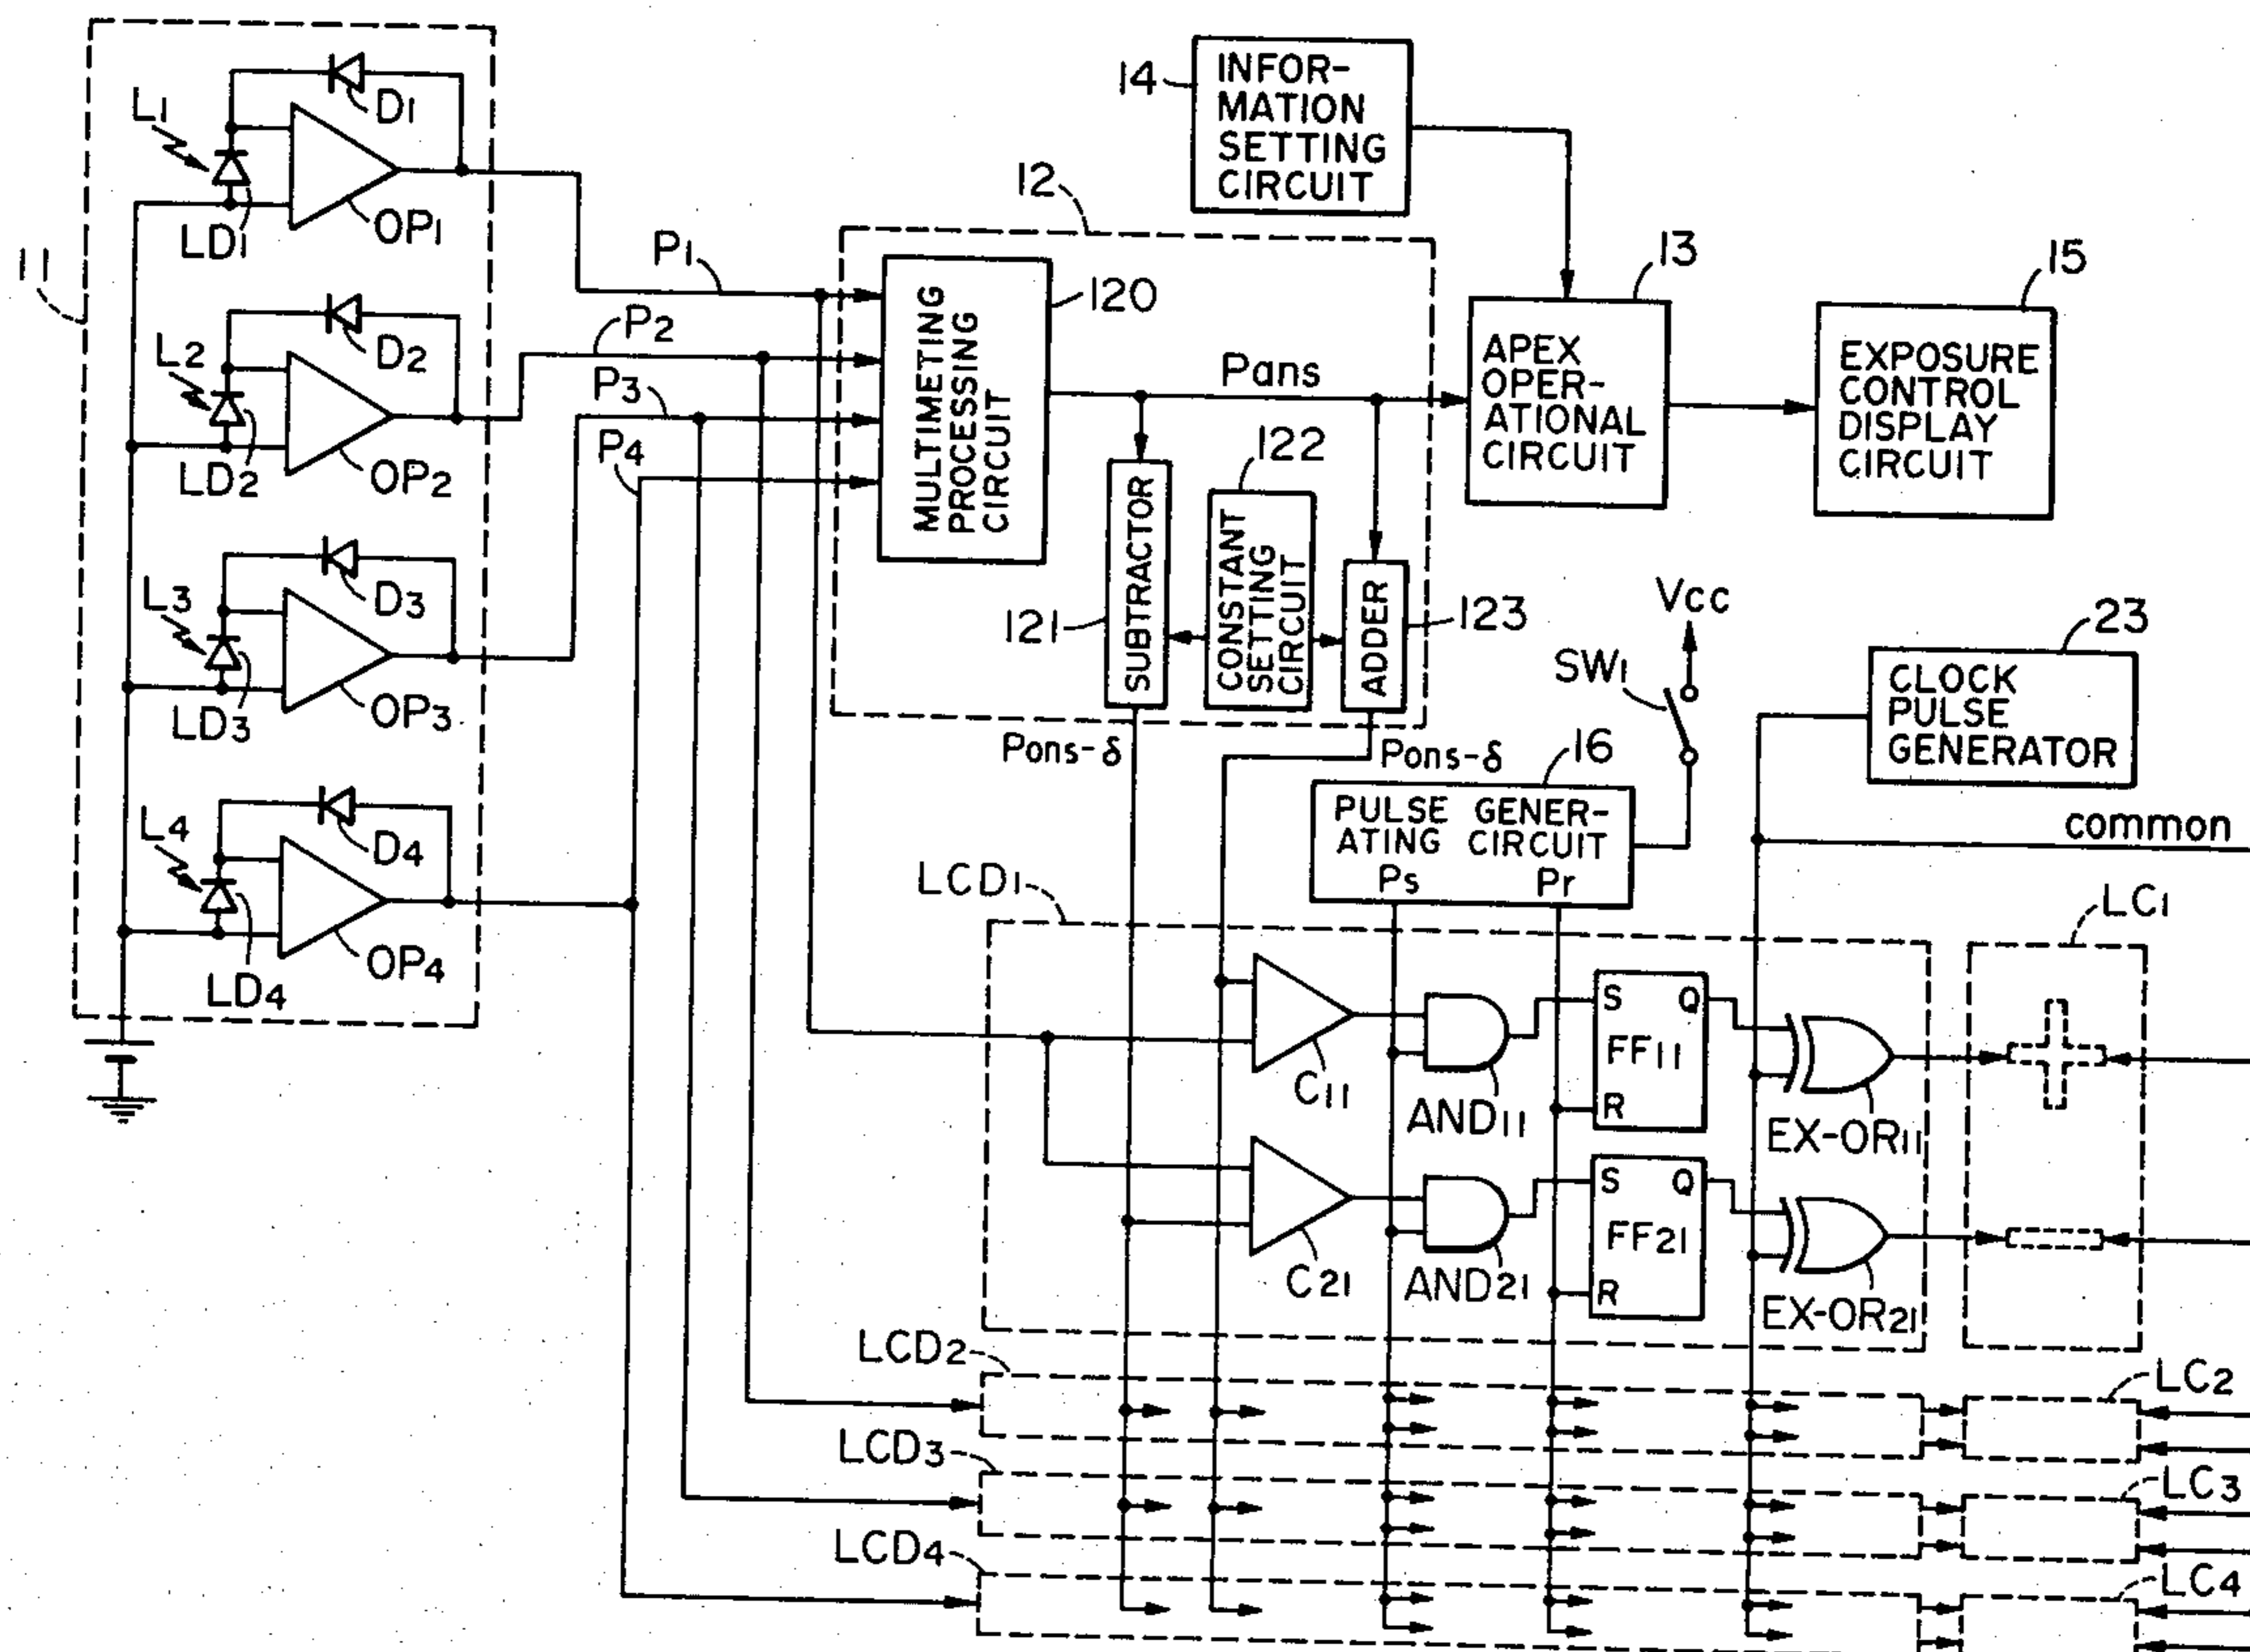 11
L1
D1
LD1
OP1
L2
D2
LD2
OP2
L3
D3
LD3
OP3
L4
D4
LD4
OP4
P1
P2
P3
P4
12
MULTIMETING
PROCESSING
CIRCUIT
120
14
INFOR-
MATION
SETTING
CIRCUIT
Pans
13
APEX
OPER-
ATIONAL
CIRCUIT
15
EXPOSURE
CONTROL
DISPLAY
CIRCUIT
121
SUBTRACTOR
122
CONSTANT
SETTING
CIRCUIT
ADDER
123
Pons-δ
Pons-δ
Vcc
SW1
16
PULSE GENER-
ATING CIRCUIT
Ps
Pr
23
CLOCK
PULSE
GENERATOR
common
LCD1
C11
AND11
S
Q
FF11
R
EX-OR11
LC1
C21
AND21
S
Q
FF21
R
EX-OR21
LCD2
LC2
LCD3
LC3
LCD4
LC4